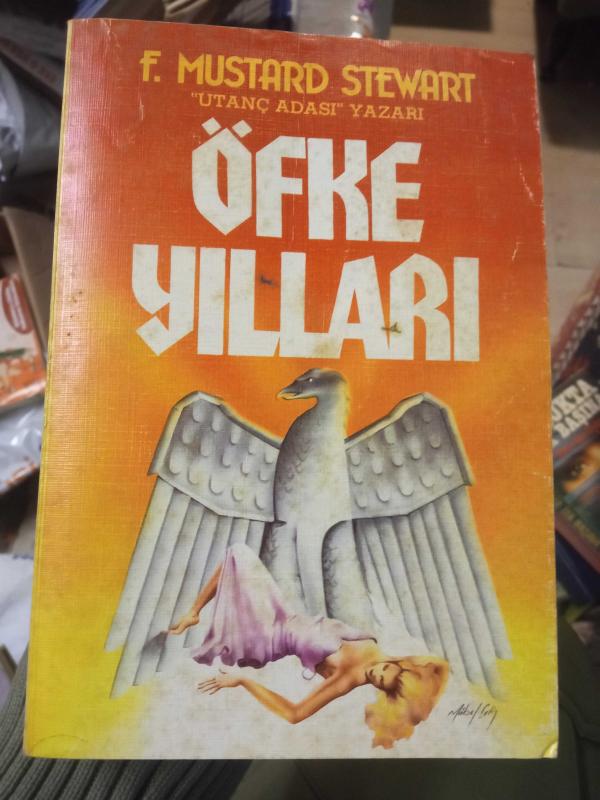 F. MUSTARD STEWART
"UTANÇ ADASI" YAZARI
ÖFKE
YILLARI